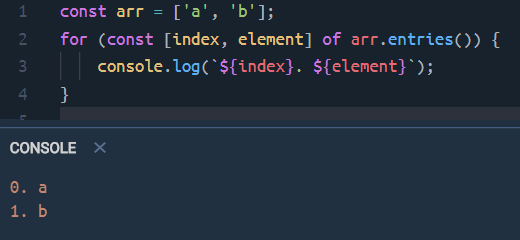 1 const arr = ['a', 'b'];
2 for (const [index, element] of arr.entries()) {
3 console.log(`${index}. ${element}`);
4 }
5
CONSOLE ×
0. a
1. b